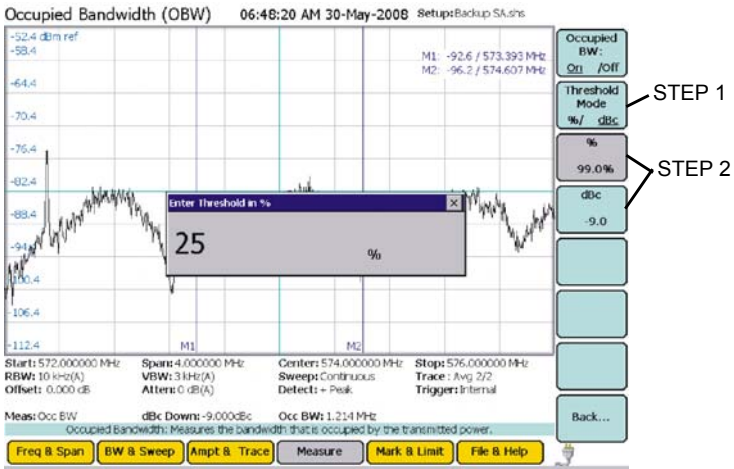 Occupied Bandwidth (OBW) 06:48:20 AM 30-May-2008 Setup:Backup SA.shs
-52.4 dBm ref
-58.4
M1: -92.6 / 573.393 MHz
M2: -96.2 / 574.607 MHz
-64.4
-70.4
-76.4
-82.4
-88.4
-94.4
-100.4
-106.4
-112.4
M1
M2
Enter Threshold in %
25 %
Occupied
BW:
On /Off
Threshold
Mode
%/ dBc
%
99.0%
dBc
-9.0
Back...
STEP 1
STEP 2
Start: 572.000000 MHz Span: 4.000000 MHz Center: 574.000000 MHz Stop: 576.000000 MHz
RBW: 10 kHz(A) VBW: 3 kHz(A) Sweep: Continuous Trace : Avg 2/2
Offset: 0.000 dB Atten: 0 dB(A) Detect: + Peak Trigger: Internal
Meas: Occ BW dBc Down: -9.000dBc Occ BW: 1.214 MHz
Occupied Bandwidth: Measures the bandwidth that is occupied by the transmitted power.
Freq & Span BW & Sweep Ampt & Trace Measure Mark & Limit File & Help